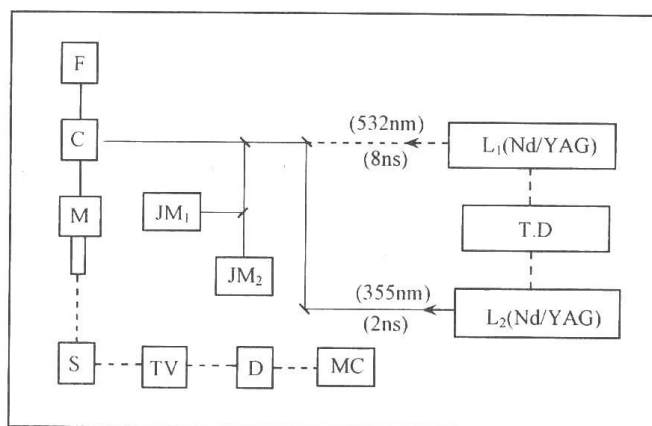 F
(532nm)
C
(8ns)
L₁(Nd/YAG)
M
JM₁
T.D
JM₂
(355nm)
(2ns)
L₂(Nd/YAG)
S
TV
D
MC